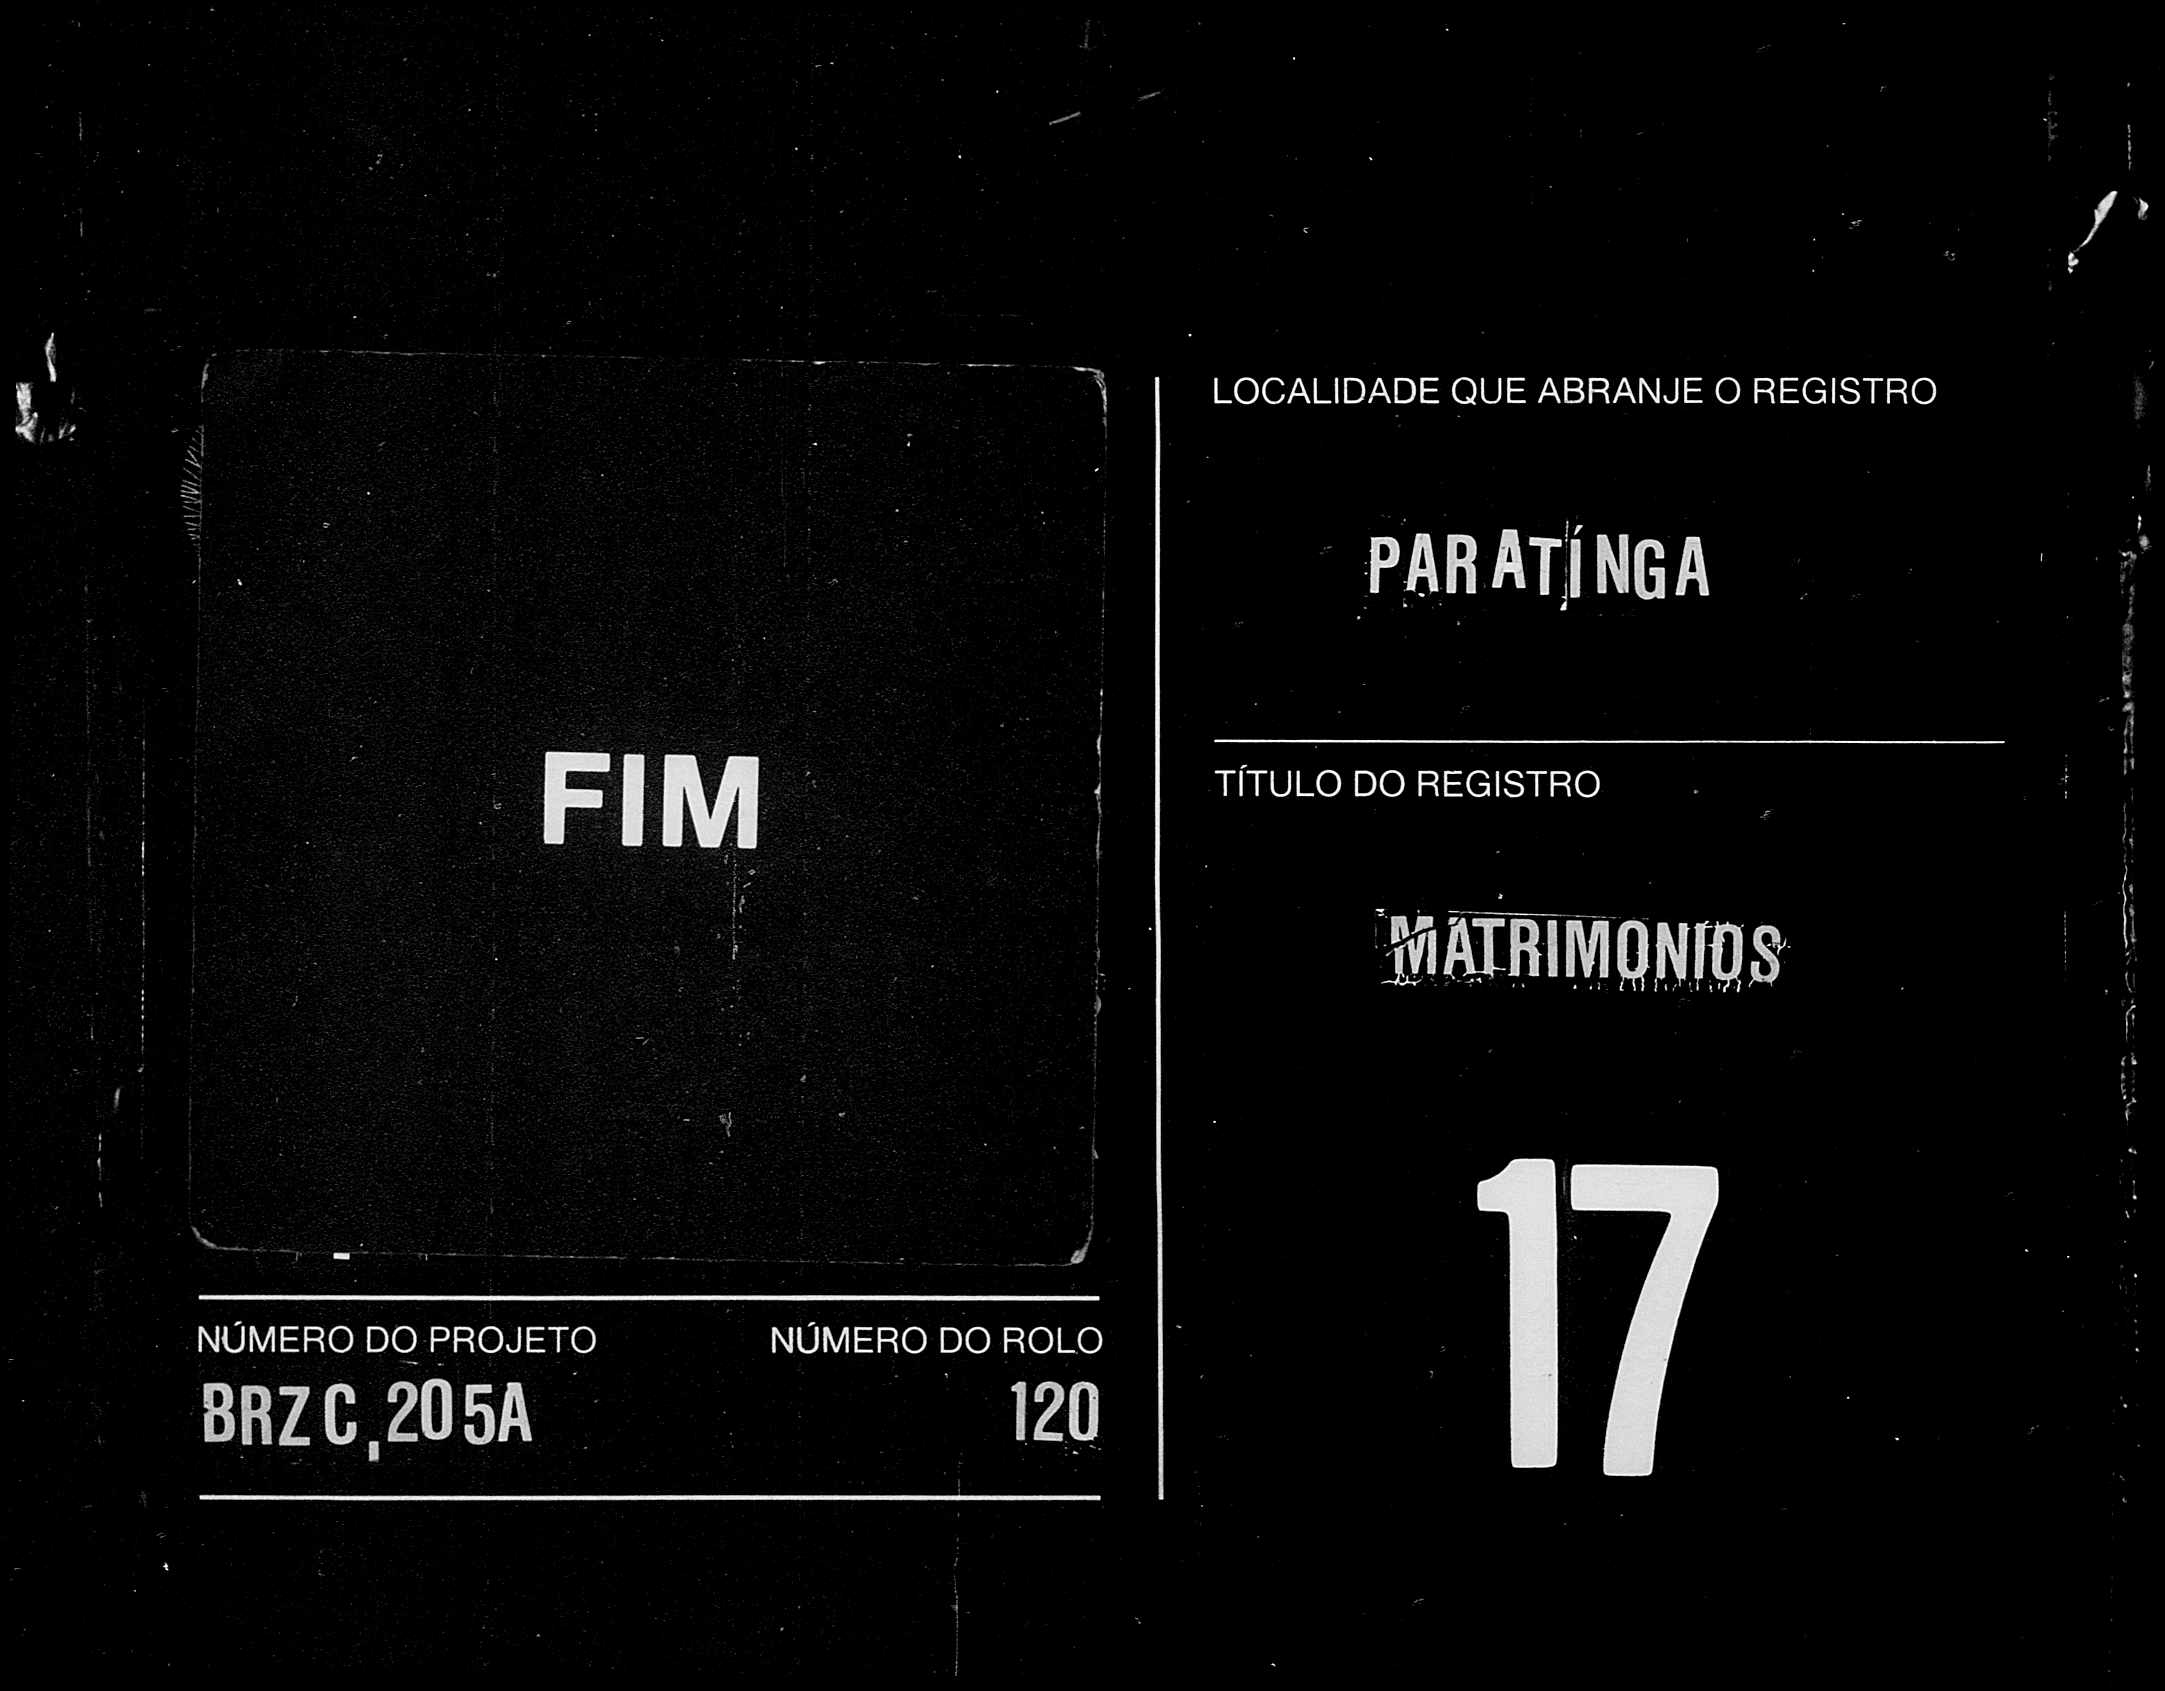 FIM
NÚMERO DO PROJETO
BRZ C,205A
NÚMERO DO ROLO
120
LOCALIDADE QUE ABRANJE O REGISTRO
PARATÍNGA
TÍTULO DO REGISTRO
MATRIMONIOS
17